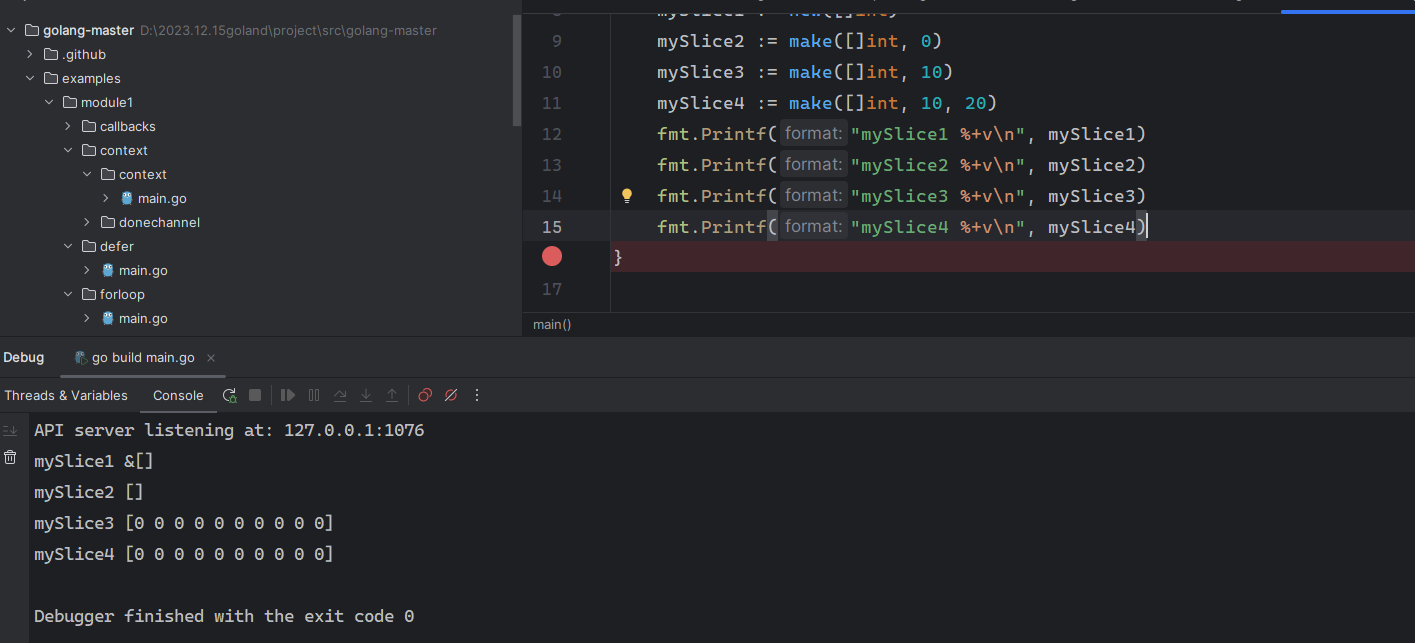 golang-master D:\2023.12.15goland\project\src\golang-master
.github
examples
module1
callbacks
context
context
main.go
donechannel
defer
main.go
forloop
main.go
8 mySlice1 := new([]int)
9 mySlice2 := make([]int, 0)
10 mySlice3 := make([]int, 10)
11 mySlice4 := make([]int, 10, 20)
12 fmt.Printf( format: "mySlice1 %+v\n", mySlice1)
13 fmt.Printf( format: "mySlice2 %+v\n", mySlice2)
14 fmt.Printf( format: "mySlice3 %+v\n", mySlice3)
15 fmt.Printf( format: "mySlice4 %+v\n", mySlice4)
}
17
main()
Debug go build main.go ×
Threads & Variables Console
API server listening at: 127.0.0.1:1076
mySlice1 &[]
mySlice2 []
mySlice3 [0 0 0 0 0 0 0 0 0 0]
mySlice4 [0 0 0 0 0 0 0 0 0 0]
Debugger finished with the exit code 0